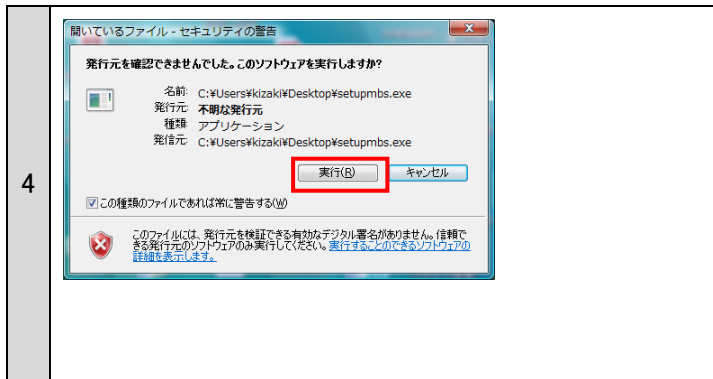 4
開いているファイル - セキュリティの警告
発行元を確認できませんでした。このソフトウェアを実行しますか?
名前: C:¥Users¥kizaki¥Desktop¥setupmbs.exe
発行元: 不明な発行元
種類: アプリケーション
発信元: C:¥Users¥kizaki¥Desktop¥setupmbs.exe
実行(R) キャンセル
この種類のファイルであれば常に警告する(W)
このファイルには、発行元を検証できる有効なデジタル署名がありません。信頼で
きる発行元のソフトウェアのみ実行してください。実行することのできるソフトウェアの
詳細を表示します。